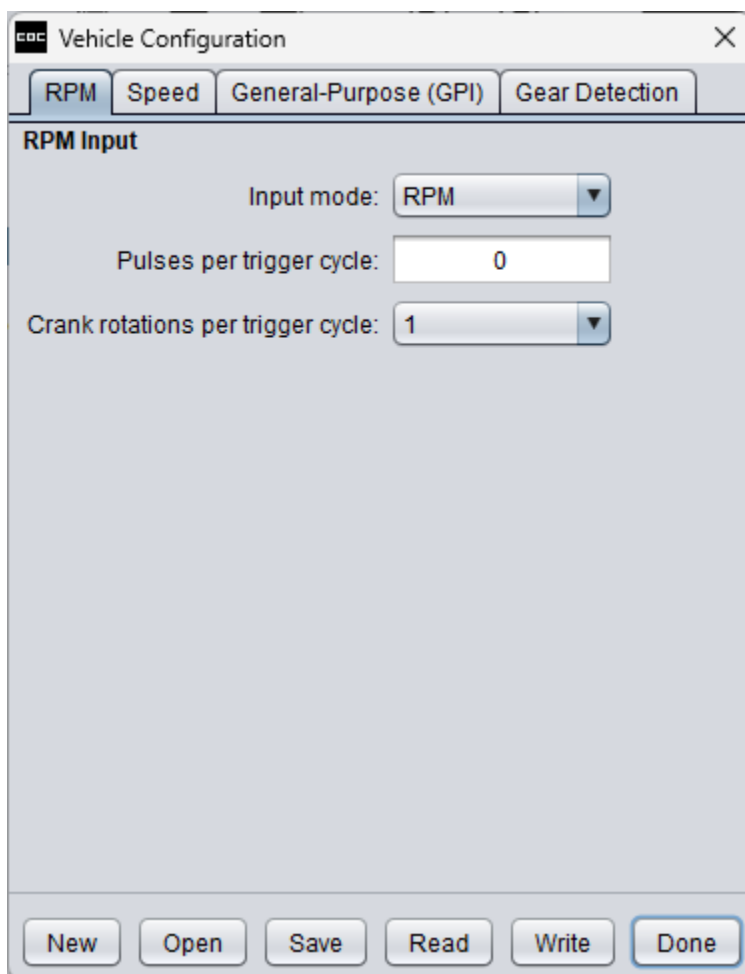 COC Vehicle Configuration
RPM Speed General-Purpose (GPI) Gear Detection
RPM Input
Input mode: RPM
Pulses per trigger cycle: 0
Crank rotations per trigger cycle: 1
New Open Save Read Write Done